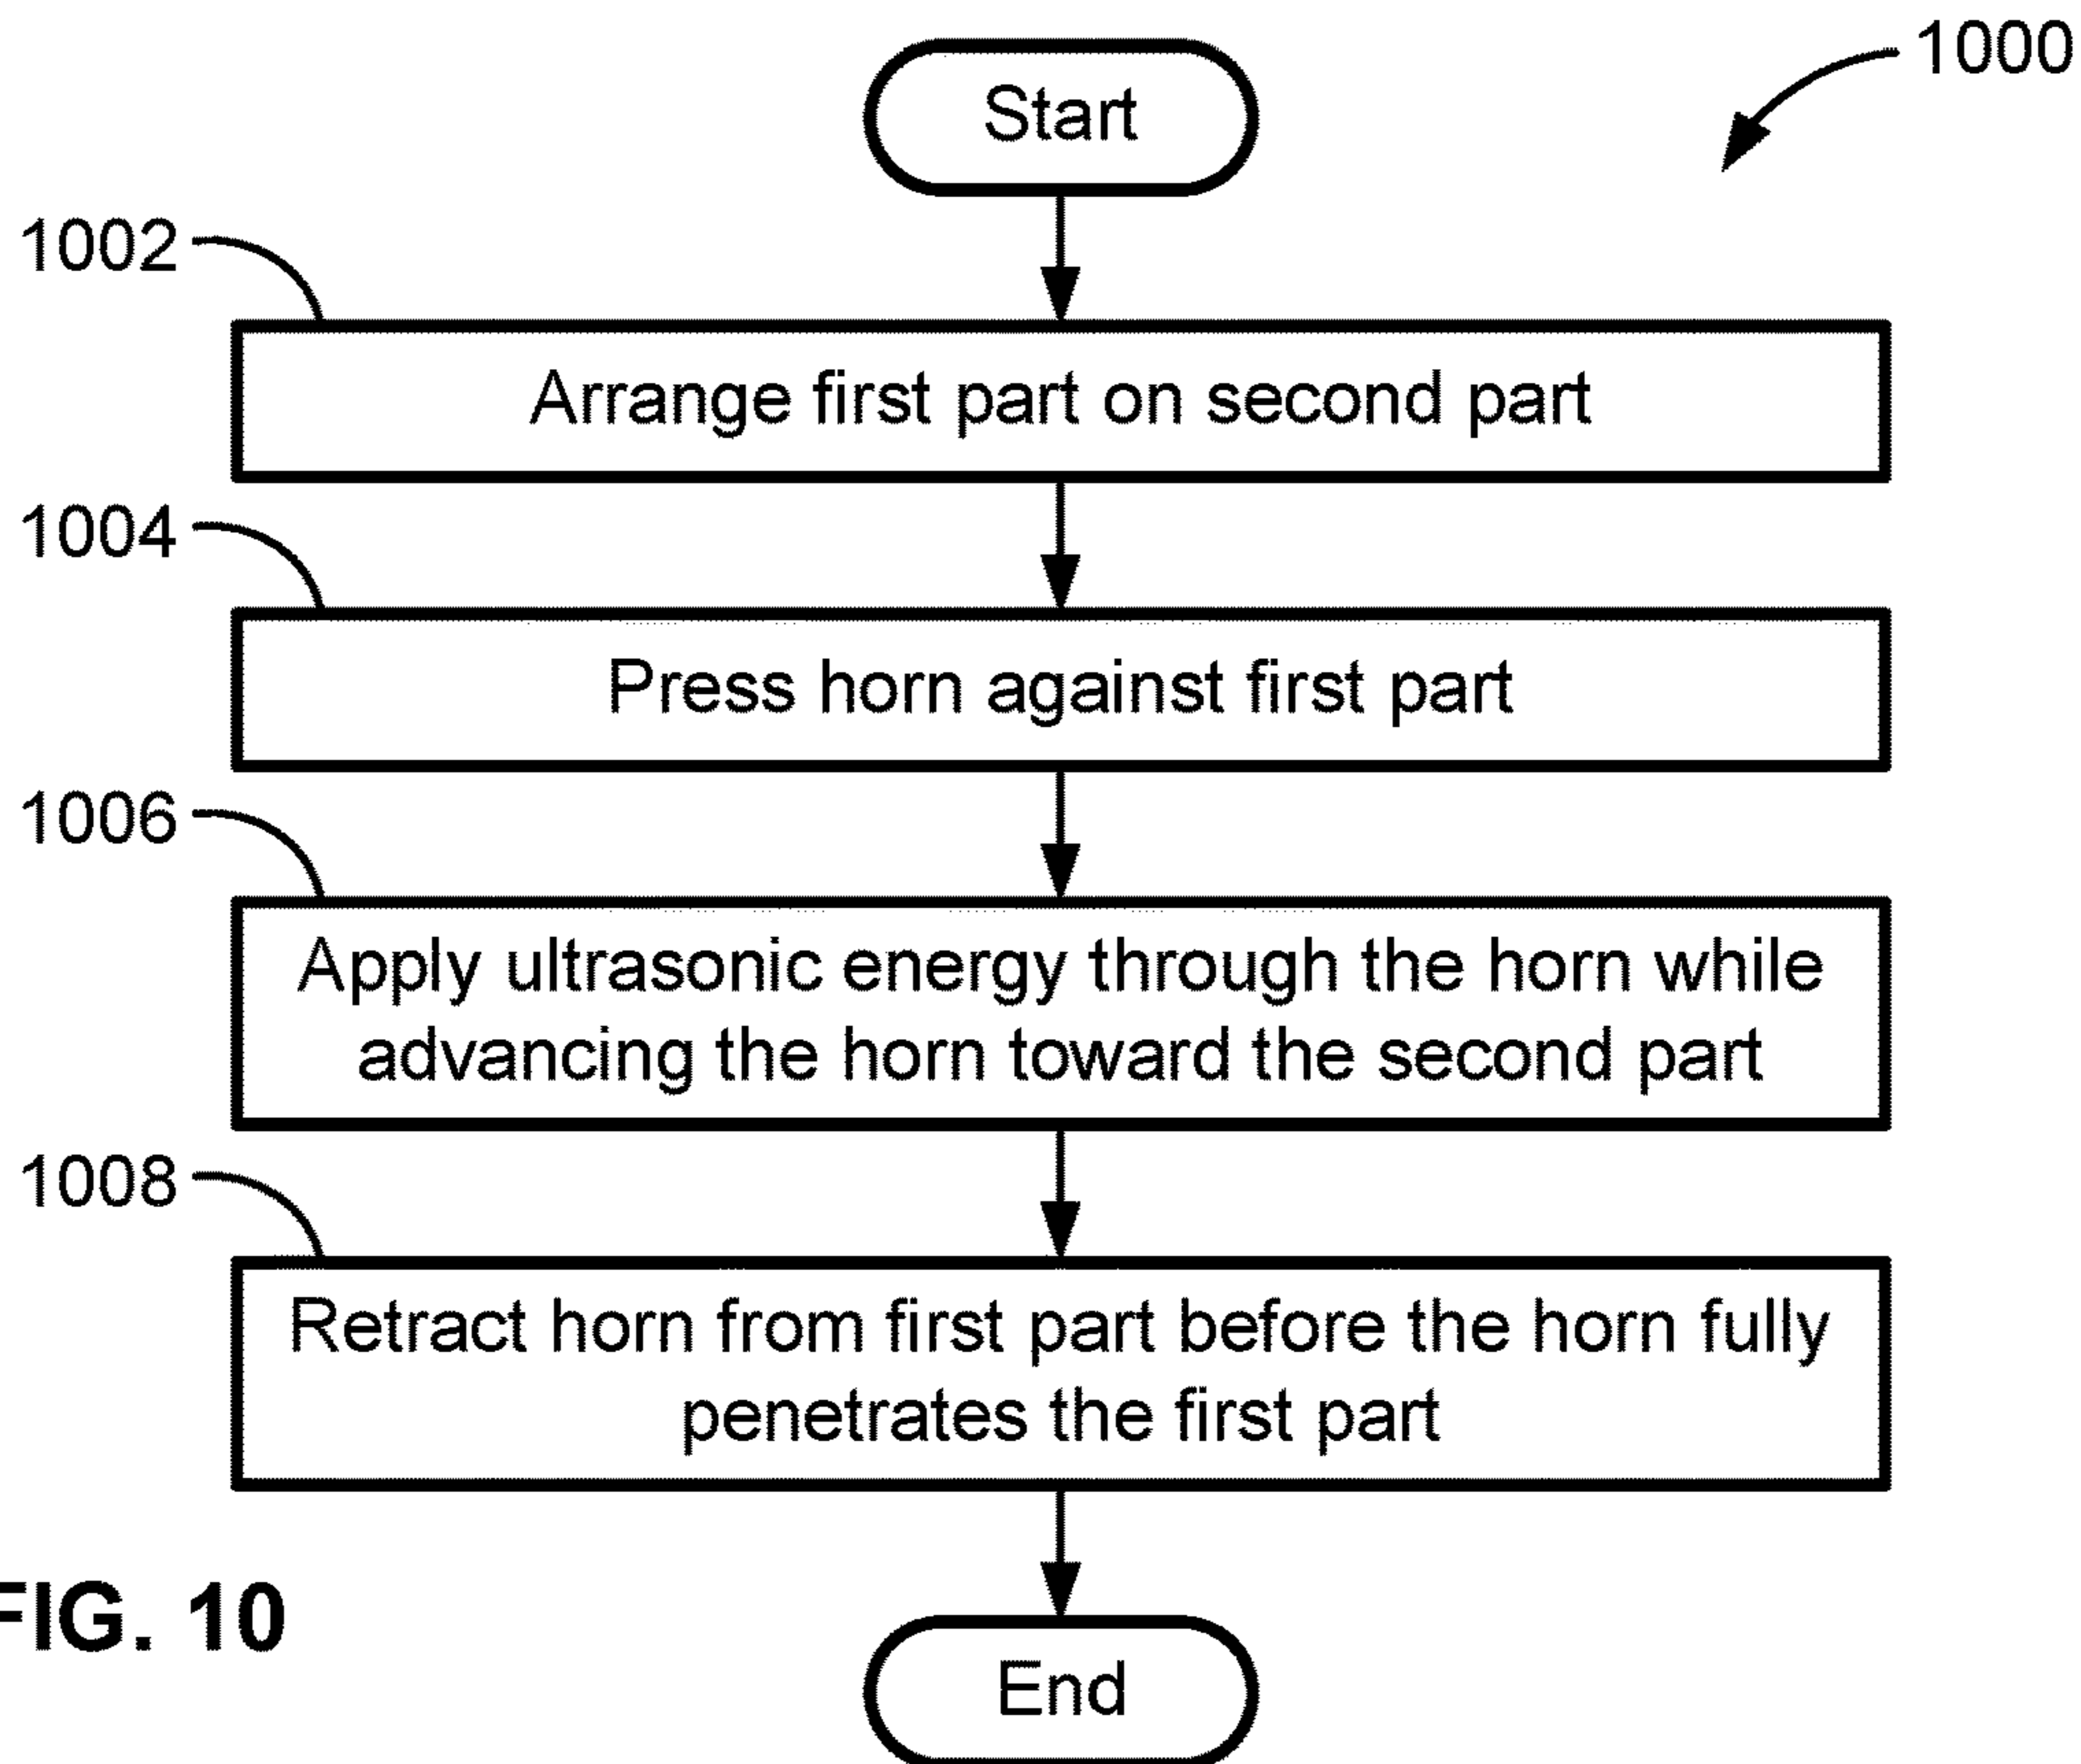 1000
Start
1002
Arrange first part on second part
1004
Press horn against first part
1006
Apply ultrasonic energy through the horn while
advancing the horn toward the second part
1008
Retract horn from first part before the horn fully
penetrates the first part
FIG. 10
End